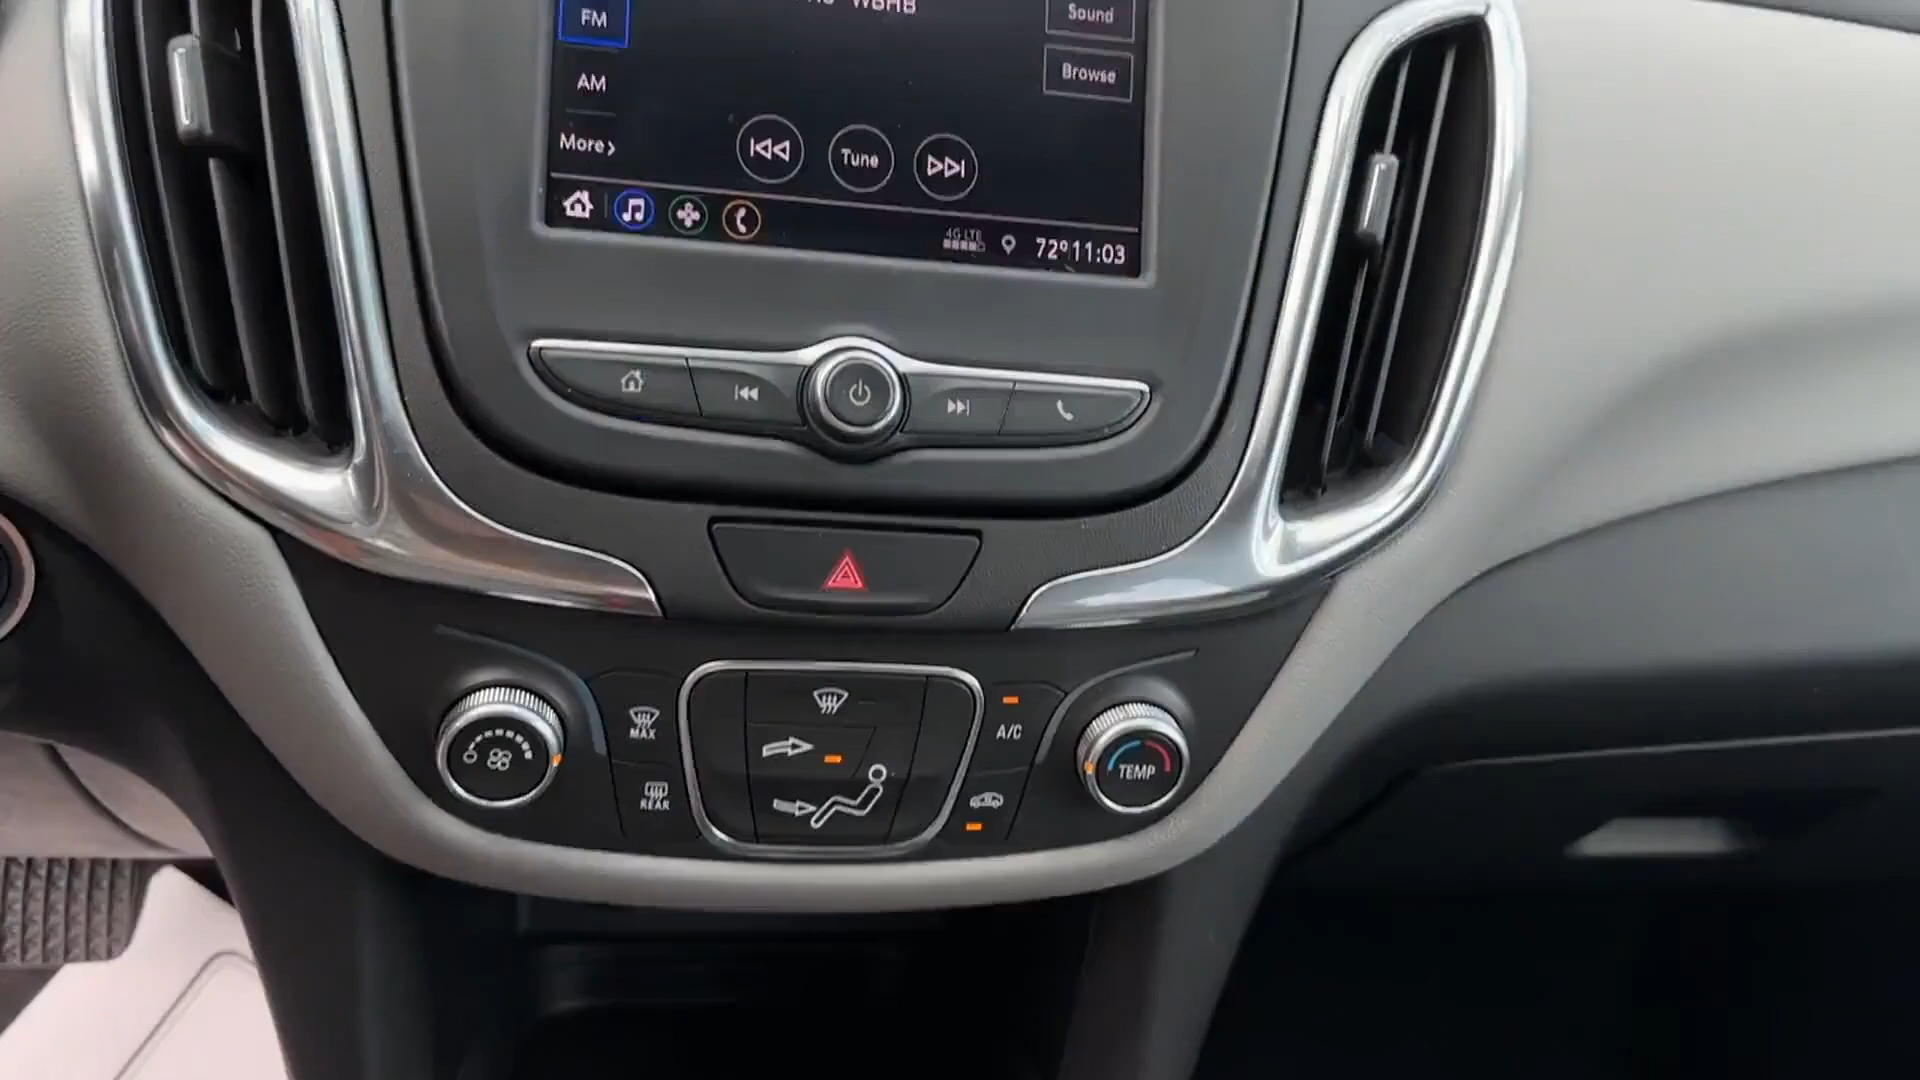 FM
Sound
AM
Browse
More
Tune
4G LTE
72° 11:03
MAX
A/C
REAR
TEMP